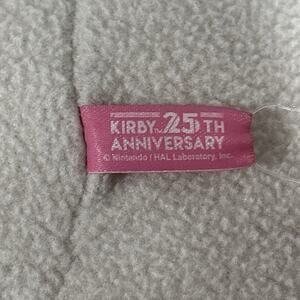 KIRBY 25TH
ANNIVERSARY
© Nintendo / HAL Laboratory, Inc.